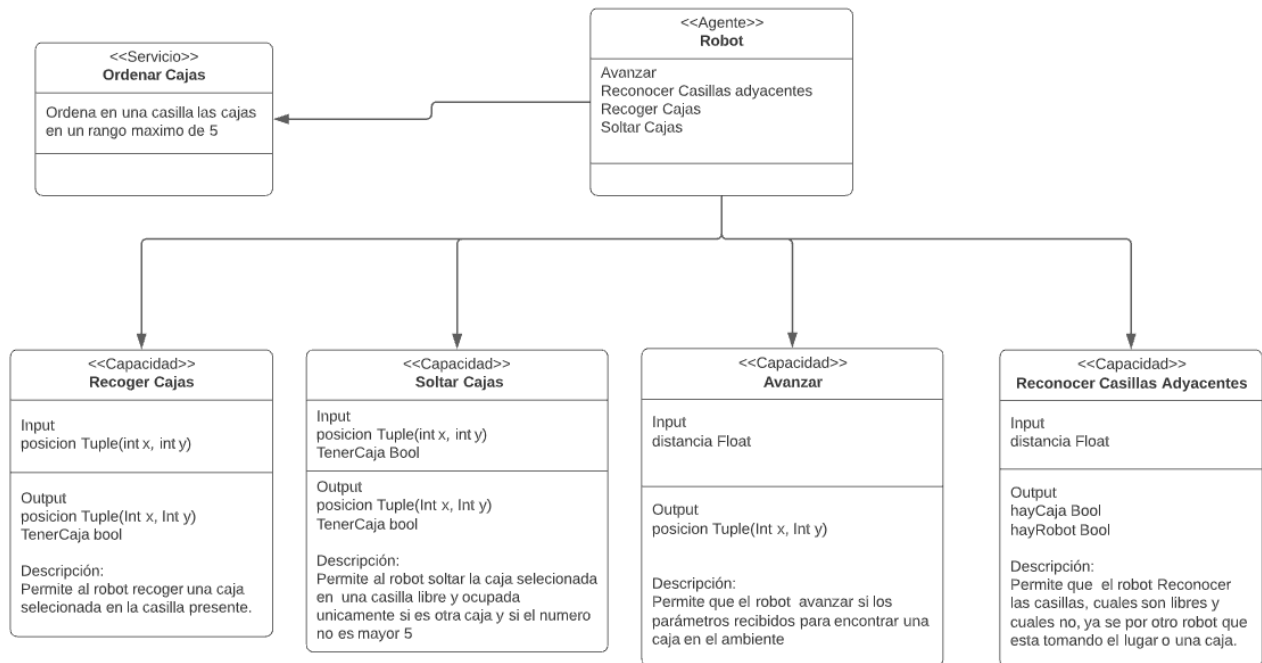 <<Agente>>
Robot
Avanzar
Reconocer Casillas adyacentes
Recoger Cajas
Soltar Cajas
<<Servicio>>
Ordenar Cajas
Ordena en una casilla las cajas
en un rango maximo de 5
<<Capacidad>>
Recoger Cajas
Input
posicion Tuple(int x, int y)
Output
posicion Tuple(Int x, Int y)
TenerCaja bool
Descripción:
Permite al robot recoger una caja
selecionada en la casilla presente.
<<Capacidad>>
Soltar Cajas
Input
posicion Tuple(int x, int y)
TenerCaja Bool
Output
posicion Tuple(Int x, Int y)
TenerCaja bool
Descripción:
Permite al robot soltar la caja selecionada
en una casilla libre y ocupada
unicamente si es otra caja y si el numero
no es mayor 5
<<Capacidad>>
Avanzar
Input
distancia Float
Output
posicion Tuple(Int x, Int y)
Descripción:
Permite que el robot avanzar si los
parámetros recibidos para encontrar una
caja en el ambiente
<<Capacidad>>
Reconocer Casillas Adyacentes
Input
distancia Float
Output
hayCaja Bool
hayRobot Bool
Descripción:
Permite que el robot Reconocer
las casillas, cuales son libres y
cuales no, ya se por otro robot que
esta tomando el lugar o una caja.